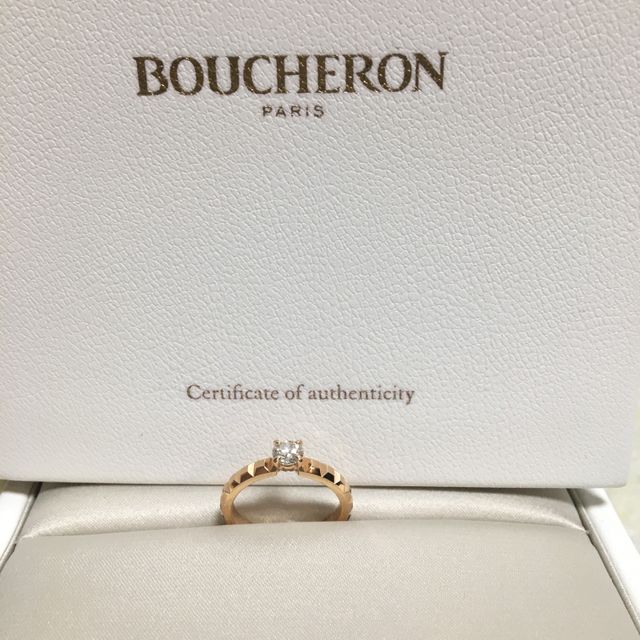 BOUCHERON
PARIS
Certificate of authenticity